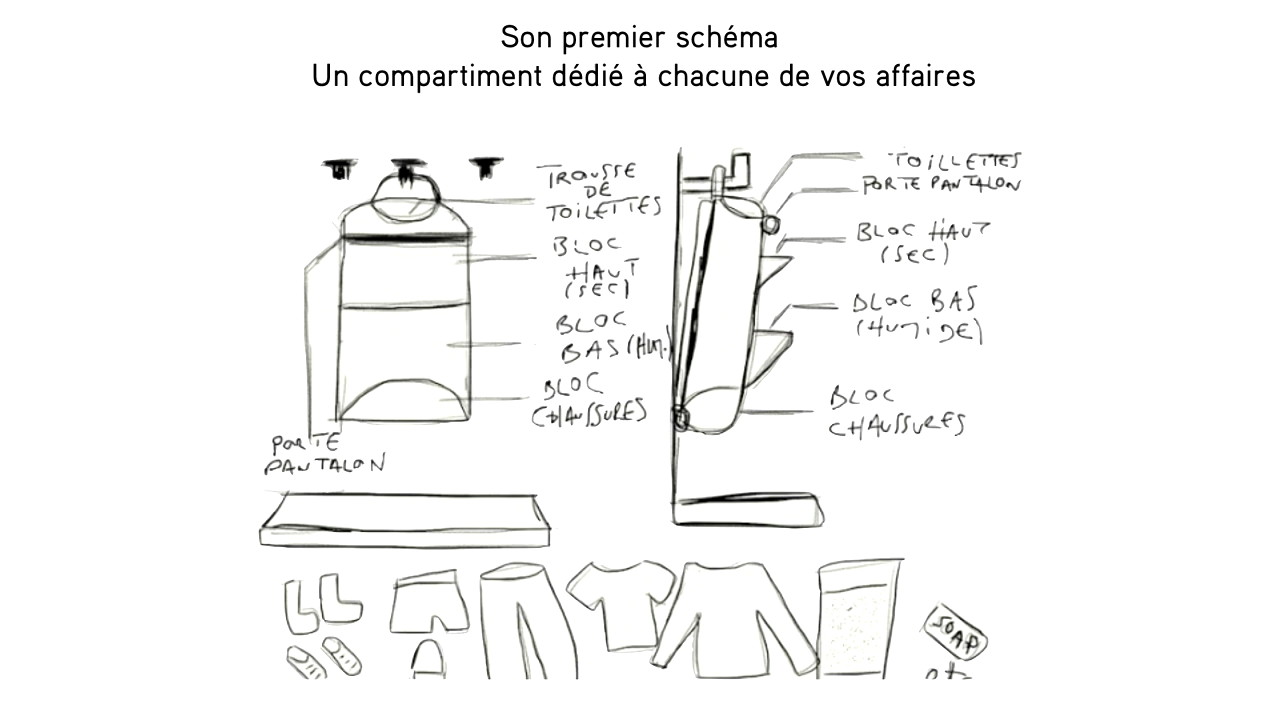 Son premier schéma
Un compartiment dédié à chacune de vos affaires
TROUSSE
DE
TOILETTES
BLOC
HAUT
(SEC)
BLOC
BAS (HUM.)
BLOC
CHAUSSURES
PORTE
PANTALON
TOILLETTES
PORTE PANTALON
BLOC HAUT
(SEC)
BLOC BAS
(HUMIDE)
BLOC
CHAUSSURES
SOAP